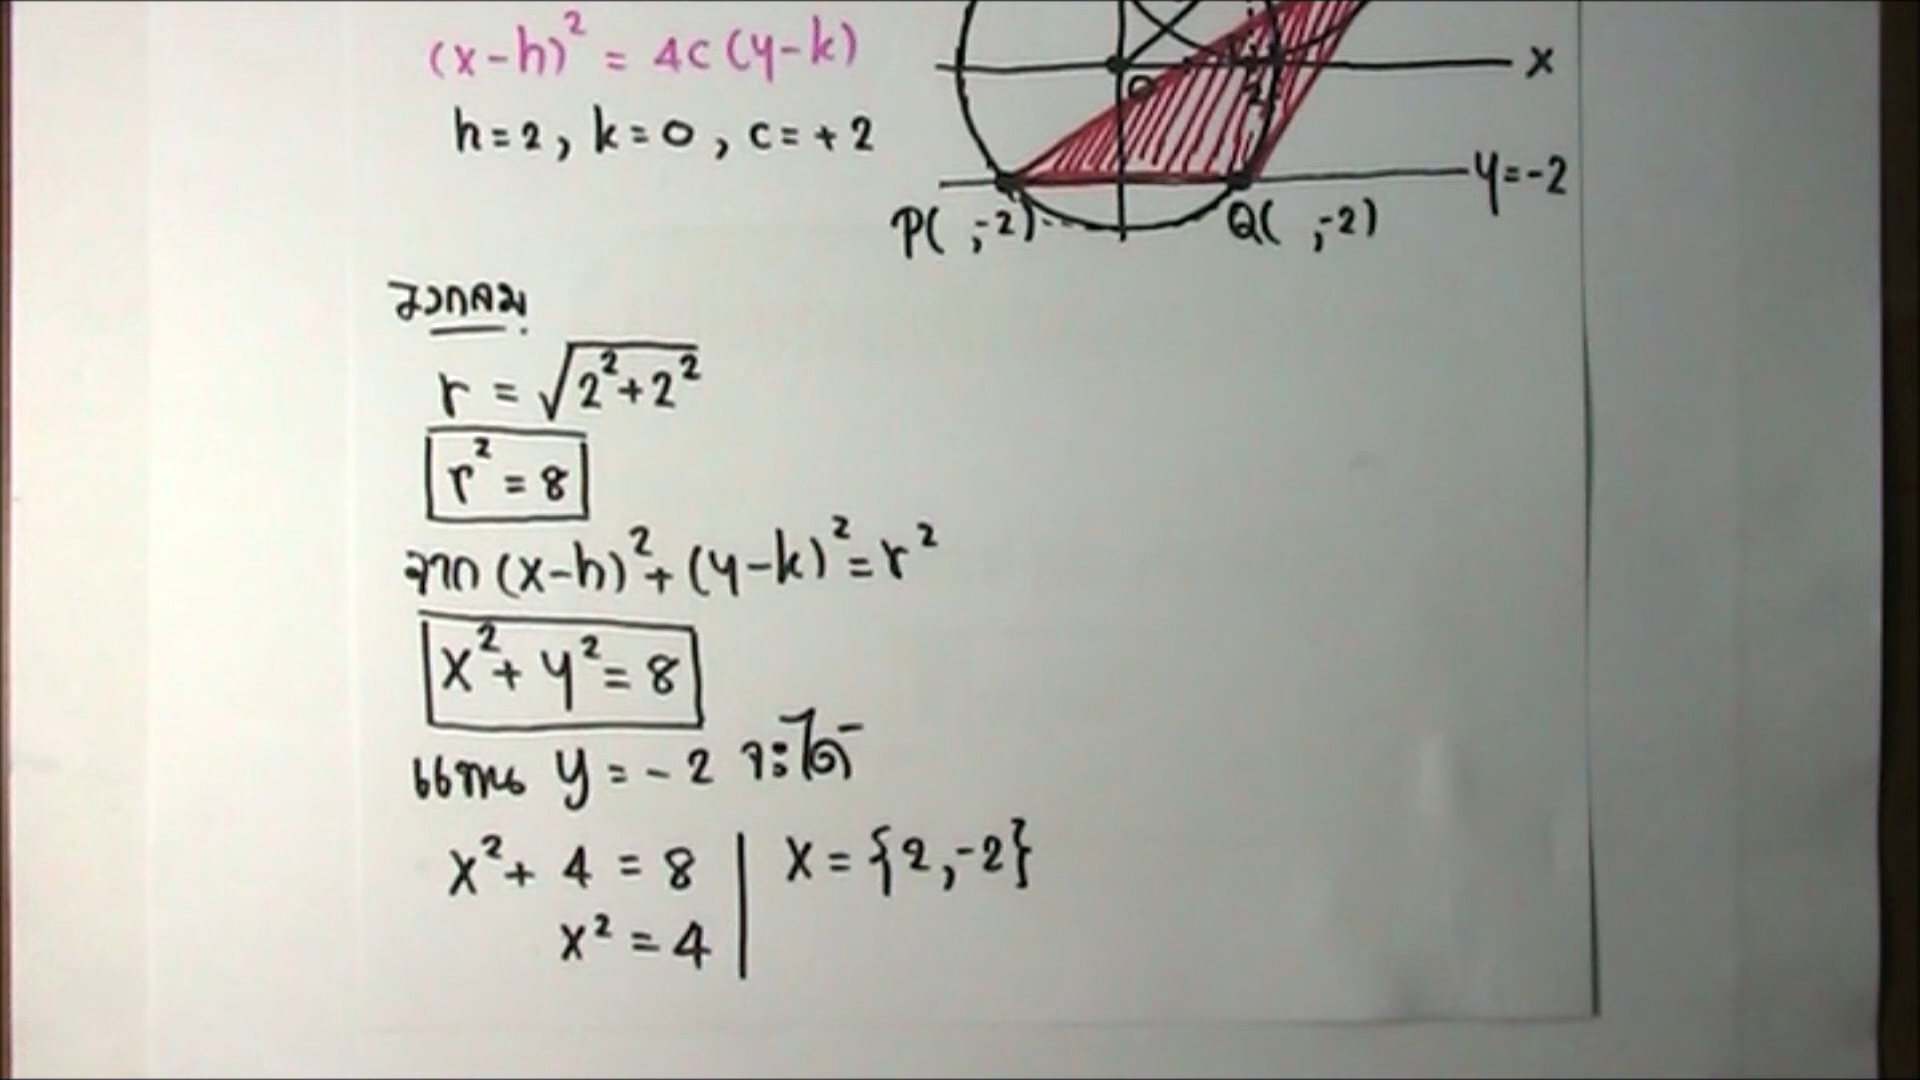 (x-h)² = 4c(y-k)
h=2, k=0, c=+2
x
0
2
y=-2
P( ,-2)
Q( ,-2)
วงกลม
r = √2²+2²
r² = 8
จาก (x-h)²+(y-k)²=r²
x²+y²=8
แทน y=-2 จะได้
x²+4=8
x={2,-2}
x²=4